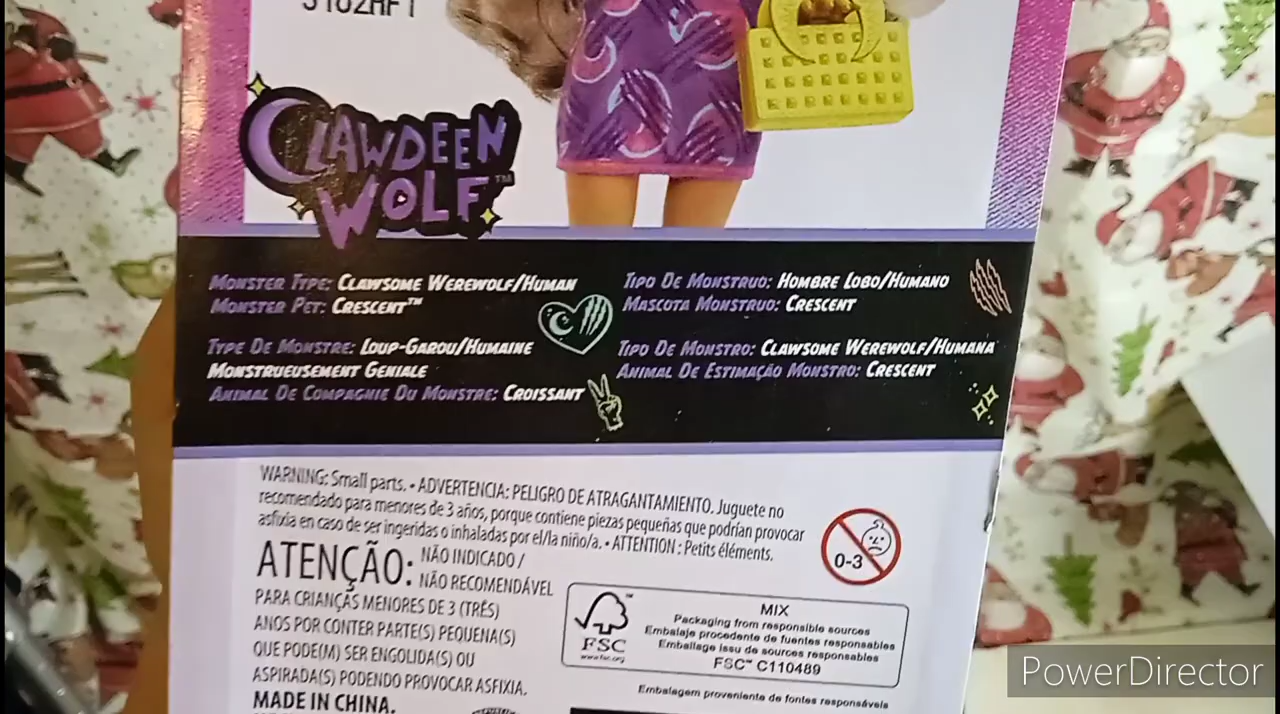 CLAWDEEN
WOLF™
MONSTER TYPE: CLAWSOME WEREWOLF/HUMAN
MONSTER PET: CRESCENT™
TYPE DE MONSTRE: LOUP-GAROU/HUMAINE
MONSTRUEUSEMENT GENIALE
ANIMAL DE COMPAGNIE DU MONSTRE: CROISSANT
TIPO DE MONSTRUO: HOMBRE LOBO/HUMANO
MASCOTA MONSTRUO: CRESCENT
TIPO DE MONSTRO: CLAWSOME WEREWOLF/HUMANA
ANIMAL DE ESTIMAÇÃO MONSTRO: CRESCENT
WARNING: Small parts. • ADVERTENCIA: PELIGRO DE ATRAGANTAMIENTO. Juguete no
recomendado para menores de 3 años, porque contiene piezas pequeñas que podrían provocar
asfixia en caso de ser ingeridas o inhaladas por el/la niño/a. • ATTENTION : Petits éléments.
0-3
ATENÇÃO: NÃO INDICADO /
NÃO RECOMENDÁVEL
PARA CRIANÇAS MENORES DE 3 (TRÊS)
ANOS POR CONTER PARTE(S) PEQUENA(S)
QUE PODE(M) SER ENGOLIDA(S) OU
ASPIRADA(S) PODENDO PROVOCAR ASFIXIA.
MADE IN CHINA.
FSC
www.fsc.org
MIX
Packaging from responsible sources
Embalaje procedente de fuentes responsables
Emballage issu de sources responsables
FSC™ C110489
Embalagem proveniente de fontes responsáveis
PowerDirector